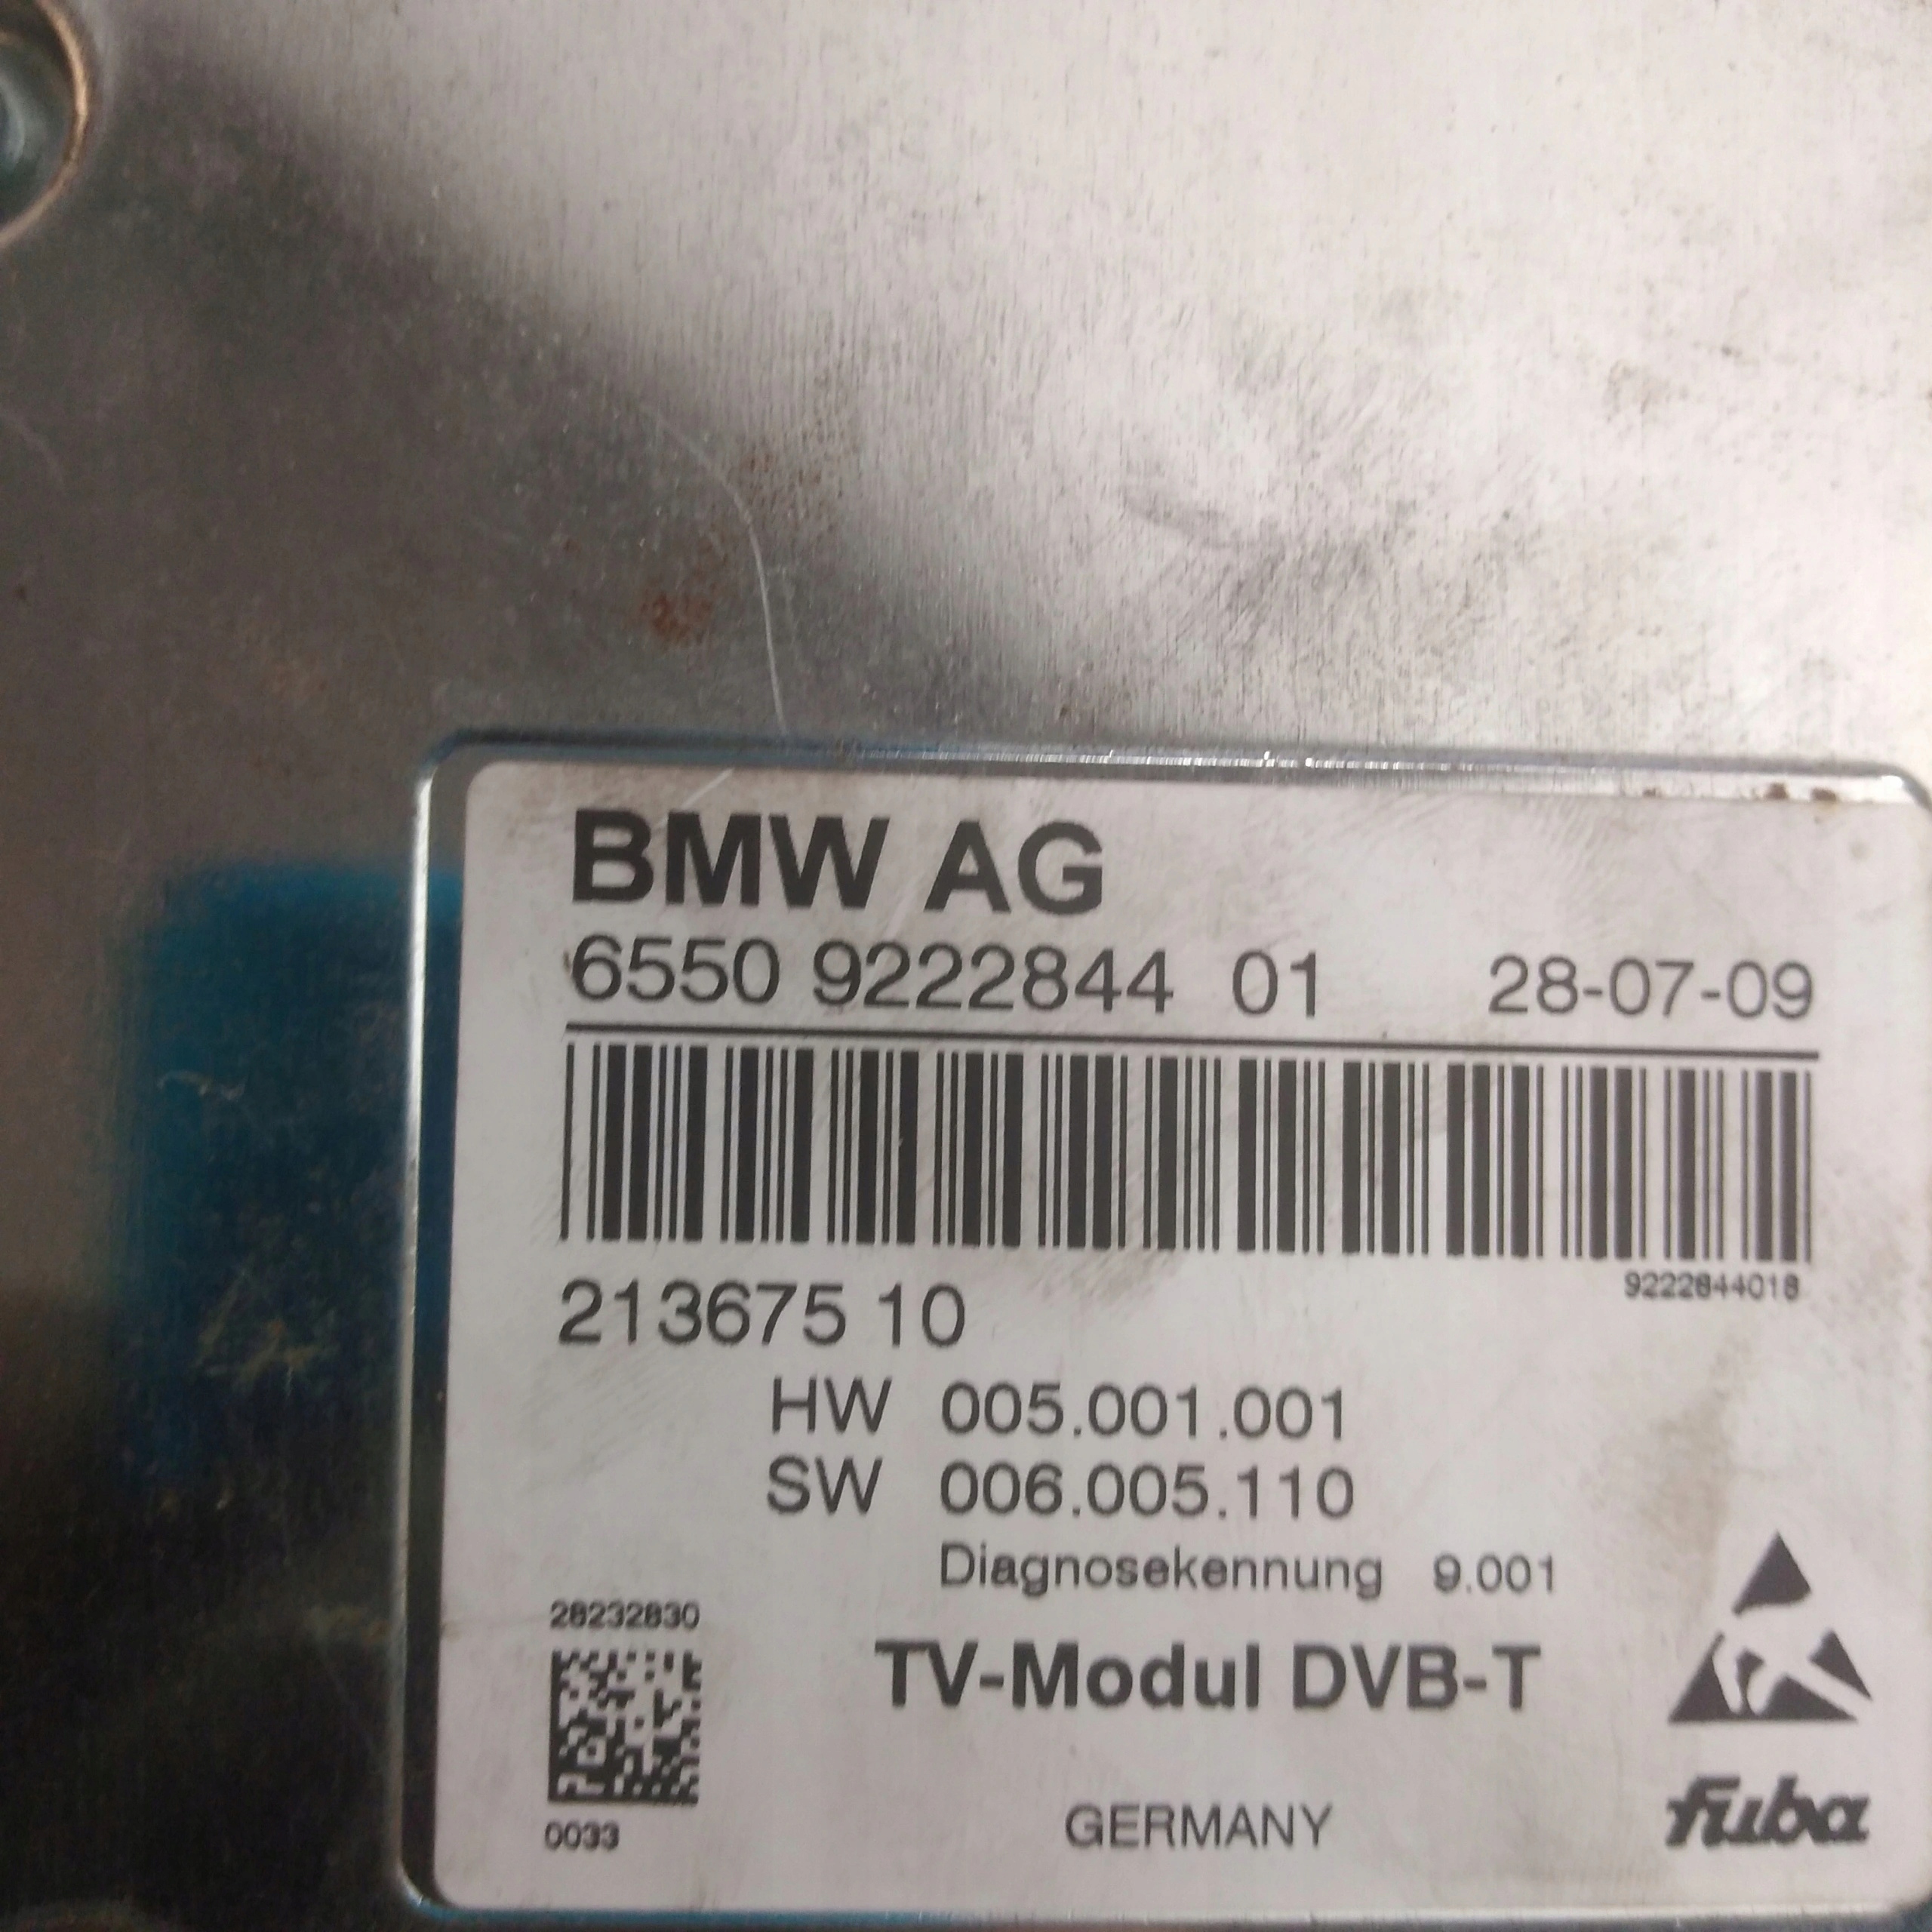 BMW AG
6550 9222844 01 28-07-09
9222844018
213675 10
HW 005.001.001
SW 006.005.110
Diagnosekennung 9.001
28232830
TV-Modul DVB-T
0033
GERMANY
fuba